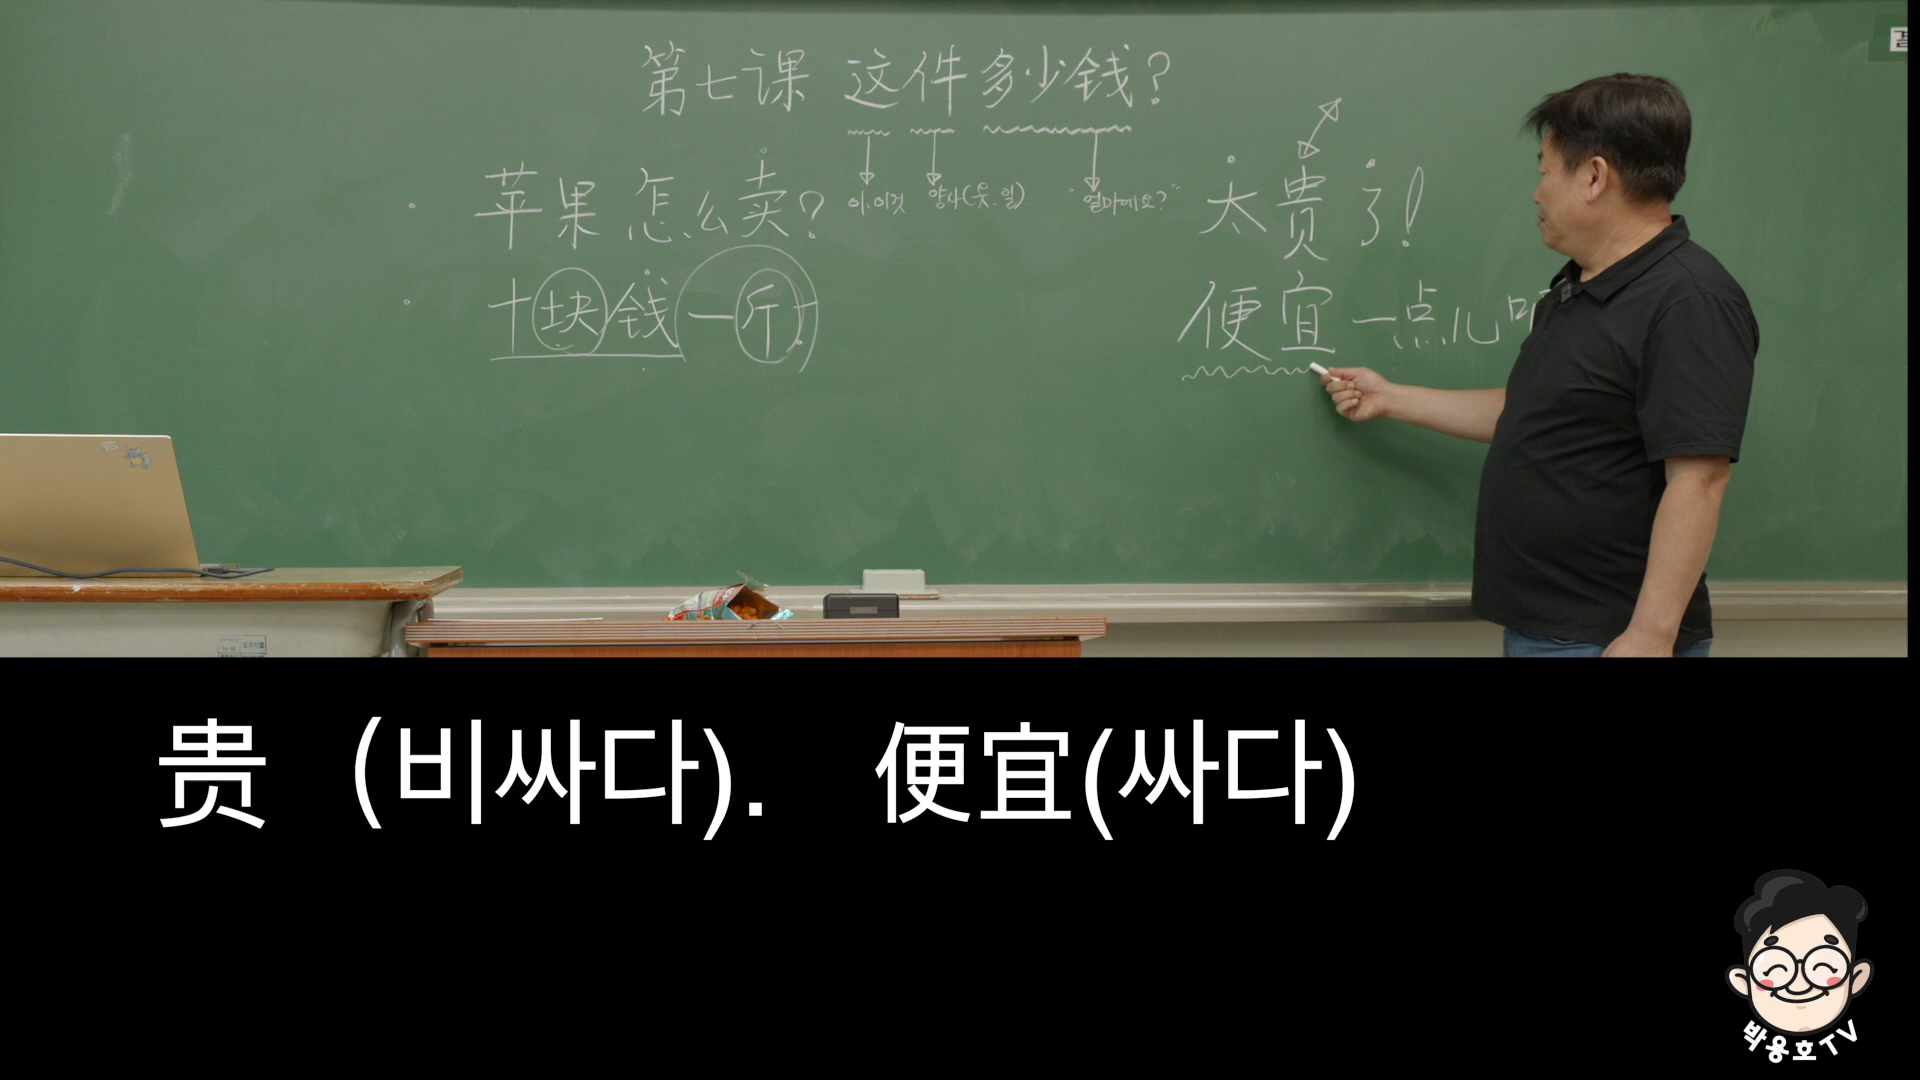 第七课 这件多少钱?
이.이것 양사(옷.일) "얼마예요?"
苹果怎么卖?
十块钱一斤
太贵了!
便宜一点儿
贵 (비싸다). 便宜(싸다)
박용호TV